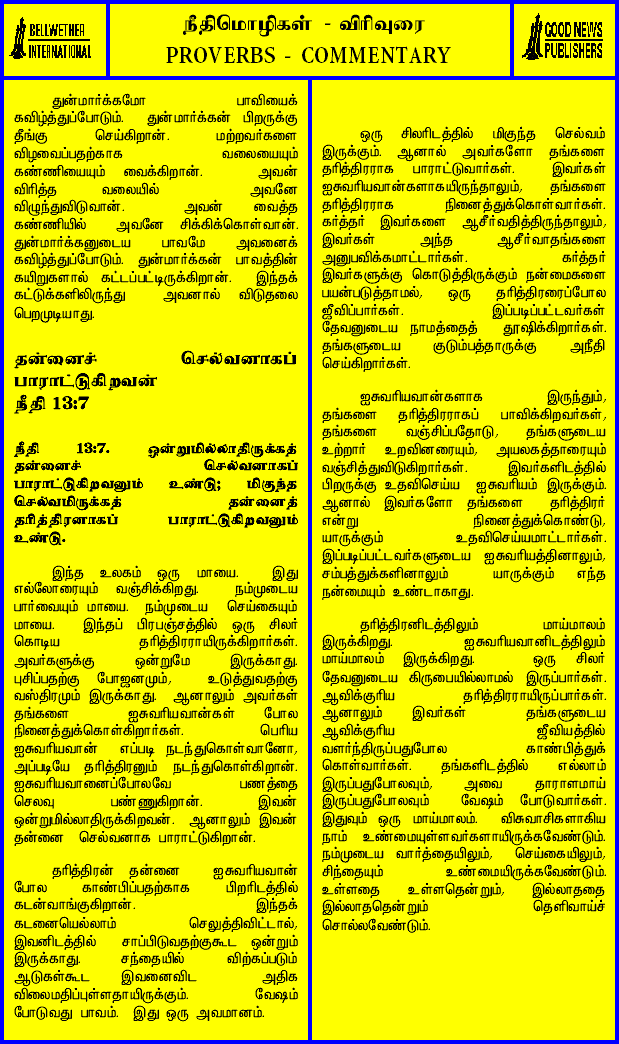 BELLWETHER
INTERNATIONAL
நீதிமொழிகள் - விரிவுரை
PROVERBS - COMMENTARY
GOOD NEWS
PUBLISHERS
துன்மார்க்கமோ பாவியைக்
கவிழ்த்துப்போடும். துன்மார்க்கன் பிறருக்கு
தீங்கு செய்கிறான். மற்றவர்களை
விழவைப்பதற்காக வலையையும்
கண்ணியையும் வைக்கிறான். அவன்
விரித்த வலையில் அவனே
விழுந்துவிடுவான். அவன் வைத்த
கண்ணியில் அவனே சிக்கிக்கொள்வான்.
துன்மார்க்கனுடைய பாவமே அவனைக்
கவிழ்த்துப்போடும். துன்மார்க்கன் பாவத்தின்
கயிறுகளால் கட்டப்பட்டிருக்கிறான். இந்தக்
கட்டுக்களிலிருந்து அவனால் விடுதலை
பெறமுடியாது.
தன்னைச் செல்வனாகப்
பாராட்டுகிறவன்
நீதி 13:7
நீதி 13:7. ஒன்றுமில்லாதிருக்கத்
தன்னைச் செல்வனாகப்
பாராட்டுகிறவனும் உண்டு; மிகுந்த
செல்வமிருக்கத் தன்னைத்
தரித்திரனாகப் பாராட்டுகிறவனும்
உண்டு.
இந்த உலகம் ஒரு மாயை. இது
எல்லோரையும் வஞ்சிக்கிறது. நம்முடைய
பார்வையும் மாயை. நம்முடைய செய்கையும்
மாயை. இந்தப் பிரபஞ்சத்தில் ஒரு சிலர்
கொடிய தரித்திரராயிருக்கிறார்கள்.
அவர்களுக்கு ஒன்றுமே இருக்காது.
புசிப்பதற்கு போஜனமும், உடுத்துவதற்கு
வஸ்திரமும் இருக்காது. ஆனாலும் அவர்கள்
தங்களை ஐசுவரியவான்கள் போல
நினைத்துக்கொள்கிறார்கள். பெரிய
ஐசுவரியவான் எப்படி நடந்துகொள்வானோ,
அப்படியே தரித்திரனும் நடந்துகொள்கிறான்.
ஐசுவரியவானைப்போலவே பணத்தை
செலவு பண்ணுகிறான். இவன்
ஒன்றுமில்லாதிருக்கிறவன். ஆனாலும் இவன்
தன்னை செல்வனாக பாராட்டுகிறான்.
தரித்திரன் தன்னை ஐசுவரியவான்
போல காண்பிப்பதற்காக பிறரிடத்தில்
கடன்வாங்குகிறான். இந்தக்
கடனையெல்லாம் செலுத்திவிட்டால்,
இவனிடத்தில் சாப்பிடுவதற்குகூட ஒன்றும்
இருக்காது. சந்தையில் விற்கப்படும்
ஆடுகள்கூட இவனைவிட அதிக
விலைமதிப்புள்ளதாயிருக்கும். வேஷம்
போடுவது பாவம். இது ஒரு அவமானம்.
ஒரு சிலரிடத்தில் மிகுந்த செல்வம்
இருக்கும். ஆனால் அவர்களோ தங்களை
தரித்திரராக பாராட்டுவார்கள். இவர்கள்
ஐசுவரியவான்களாகயிருந்தாலும், தங்களை
தரித்திரராக நினைத்துக்கொள்வார்கள்.
கர்த்தர் இவர்களை ஆசீர்வதித்திருந்தாலும்,
இவர்கள் அந்த ஆசீர்வாதங்களை
அனுபவிக்கமாட்டார்கள். கர்த்தர்
இவர்களுக்கு கொடுத்திருக்கும் நன்மைகளை
பயன்படுத்தாமல், ஒரு தரித்திரரைப்போல
ஜீவிப்பார்கள். இப்படிப்பட்டவர்கள்
தேவனுடைய நாமத்தைத் தூஷிக்கிறார்கள்.
தங்களுடைய குடும்பத்தாருக்கு அநீதி
செய்கிறார்கள்.
ஐசுவரியவான்களாக இருந்தும்,
தங்களை தரித்திரராகப் பாவிக்கிறவர்கள்,
தங்களை வஞ்சிப்பதோடு, தங்களுடைய
உற்றார் உறவினரையும், அயலகத்தாரையும்
வஞ்சித்துவிடுகிறார்கள். இவர்களிடத்தில்
பிறருக்கு உதவிசெய்ய ஐசுவரியம் இருக்கும்.
ஆனால் இவர்களோ தங்களை தரித்திரர்
என்று நினைத்துகொண்டு,
யாருக்கும் உதவிசெய்யமாட்டார்கள்.
இப்படிப்பட்டவர்களுடைய ஐசுவரியத்தினாலும்,
சம்பத்துக்களினாலும் யாருக்கும் எந்த
நன்மையும் உண்டாகாது.
தரித்திரனிடத்திலும் மாய்மாலம்
இருக்கிறது. ஐசுவரியவானிடத்திலும்
மாய்மாலம் இருக்கிறது. ஒரு சிலர்
தேவனுடைய கிருபையில்லாமல் இருப்பார்கள்.
ஆவிக்குரிய தரித்திரராயிருப்பார்கள்.
ஆனாலும் இவர்கள் தங்களுடைய
ஆவிக்குரிய ஜீவியத்தில்
வளர்ந்திருப்பதுபோல காண்பித்துக்
கொள்வார்கள். தங்களிடத்தில் எல்லாம்
இருப்பதுபோலவும், அவை தாராளமாய்
இருப்பதுபோலவும் வேஷம் போடுவார்கள்.
இதுவும் ஒரு மாய்மாலம். விசுவாசிகளாகிய
நாம் உண்மையுள்ளவர்களாயிருக்கவேண்டும்.
நம்முடைய வார்த்தையிலும், செய்கையிலும்,
சிந்தையும் உண்மையிருக்கவேண்டும்.
உள்ளதை உள்ளதென்றும், இல்லாததை
இல்லாததென்றும் தெளிவாய்ச்
சொல்லவேண்டும்.